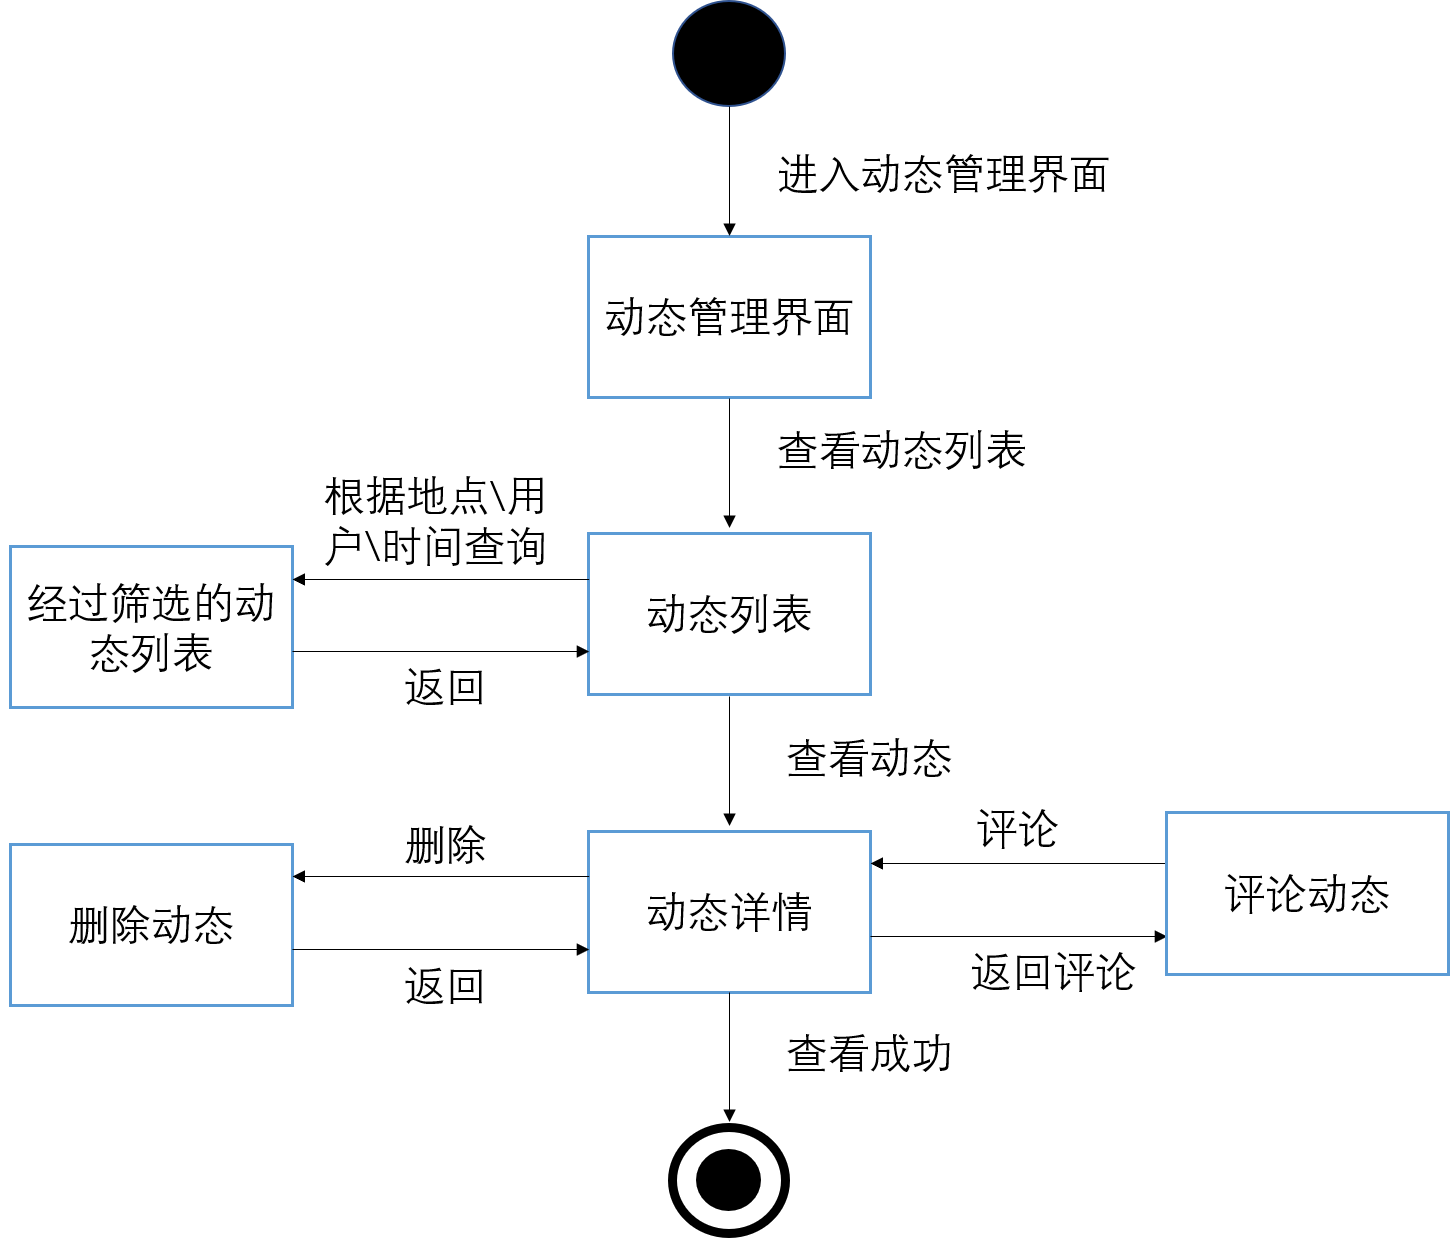 进入动态管理界面
动态管理界面
查看动态列表
根据地点\用
户\时间查询
经过筛选的动
态列表
动态列表
返回
查看动态
删除
评论
删除动态
动态详情
评论动态
返回
返回评论
查看成功